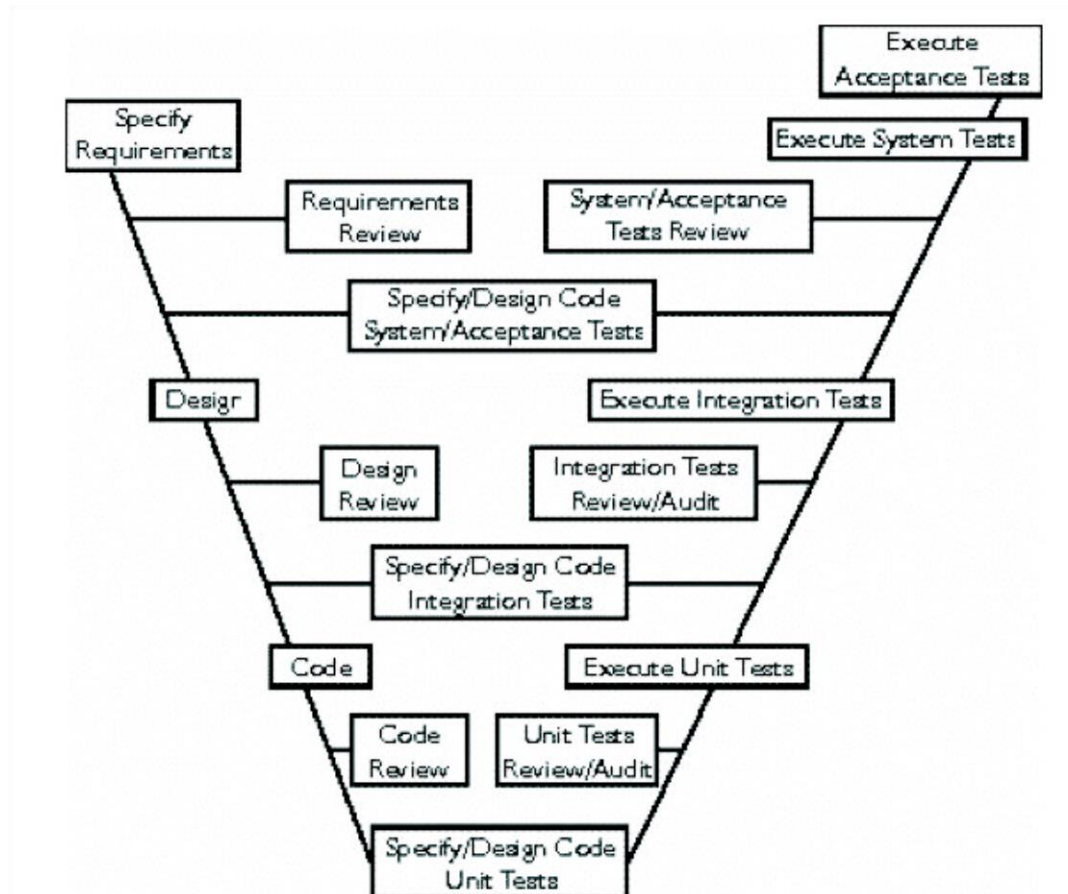 Execute
Acceptance Tests
Specify
Requirements
Execute System Tests
Requirements
Review
System/Acceptance
Tests Review
Specify/Design Code
System/Acceptance Tests
Design
Execute Integration Tests
Design
Review
Integration Tests
Review/Audit
Specify/Design Code
Integration Tests
Code
Execute Unit Tests
Code
Review
Unit Tests
Review/Audit
Specify/Design Code
Unit Tests